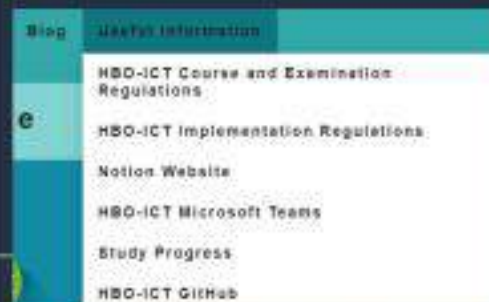 Blog
Useful Information
HBO-ICT Course and Examination
Regulations
e
HBO-ICT Implementation Regulations
Notion Website
HBO-ICT Microsoft Teams
Study Progress
HBO-ICT GitHub